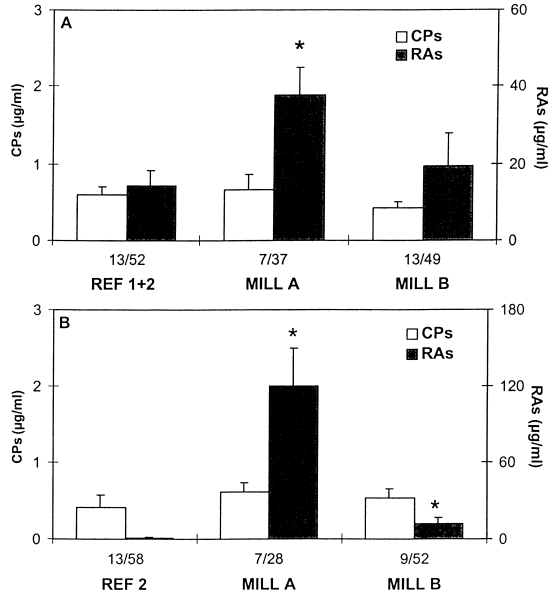 A
CPs
RAs
*
CPs (µg/ml)
3
2
1
0
60
40
20
0
RAs (µg/ml)
13/52 7/37 13/49
REF 1+2 MILL A MILL B
B
CPs
RAs
*
*
CPs (µg/ml)
3
2
1
0
180
120
60
0
RAs (µg/ml)
13/58 7/28 9/52
REF 2 MILL A MILL B